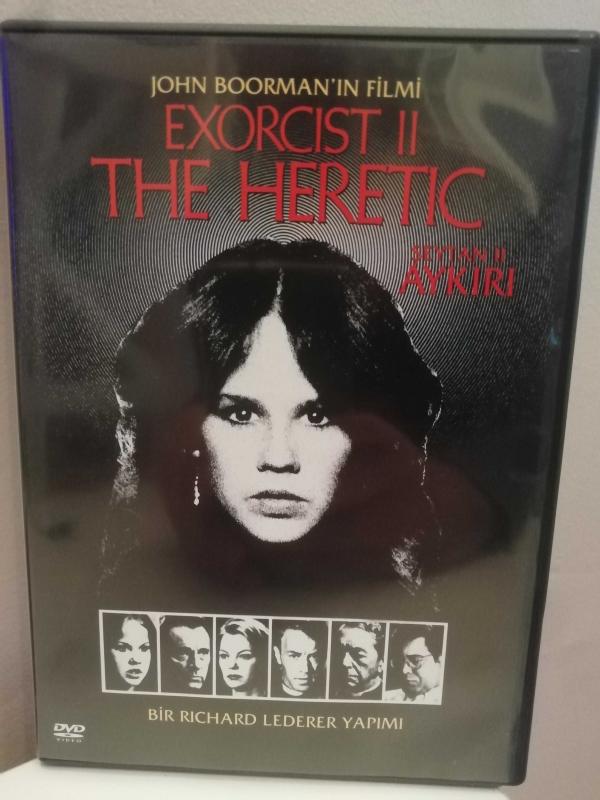 JOHN BOORMAN'IN FİLMİ
EXORCIST II
THE HERETIC
ŞEYTAN II
AYKIRI
BİR RICHARD LEDERER YAPIMI
DVD
VIDEO